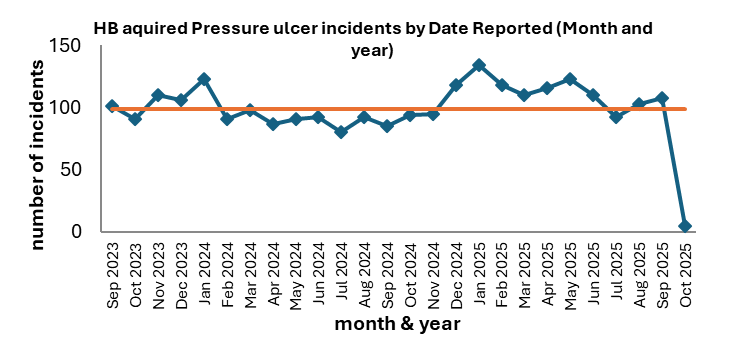 HB aquired Pressure ulcer incidents by Date Reported (Month and
year)
number of incidents
150
100
50
0
Sep 2023
Oct 2023
Nov 2023
Dec 2023
Jan 2024
Feb 2024
Mar 2024
Apr 2024
May 2024
Jun 2024
Jul 2024
Aug 2024
Sep 2024
Oct 2024
Nov 2024
Dec 2024
Jan 2025
Feb 2025
Mar 2025
Apr 2025
May 2025
Jun 2025
Jul 2025
Aug 2025
Sep 2025
Oct 2025
month & year